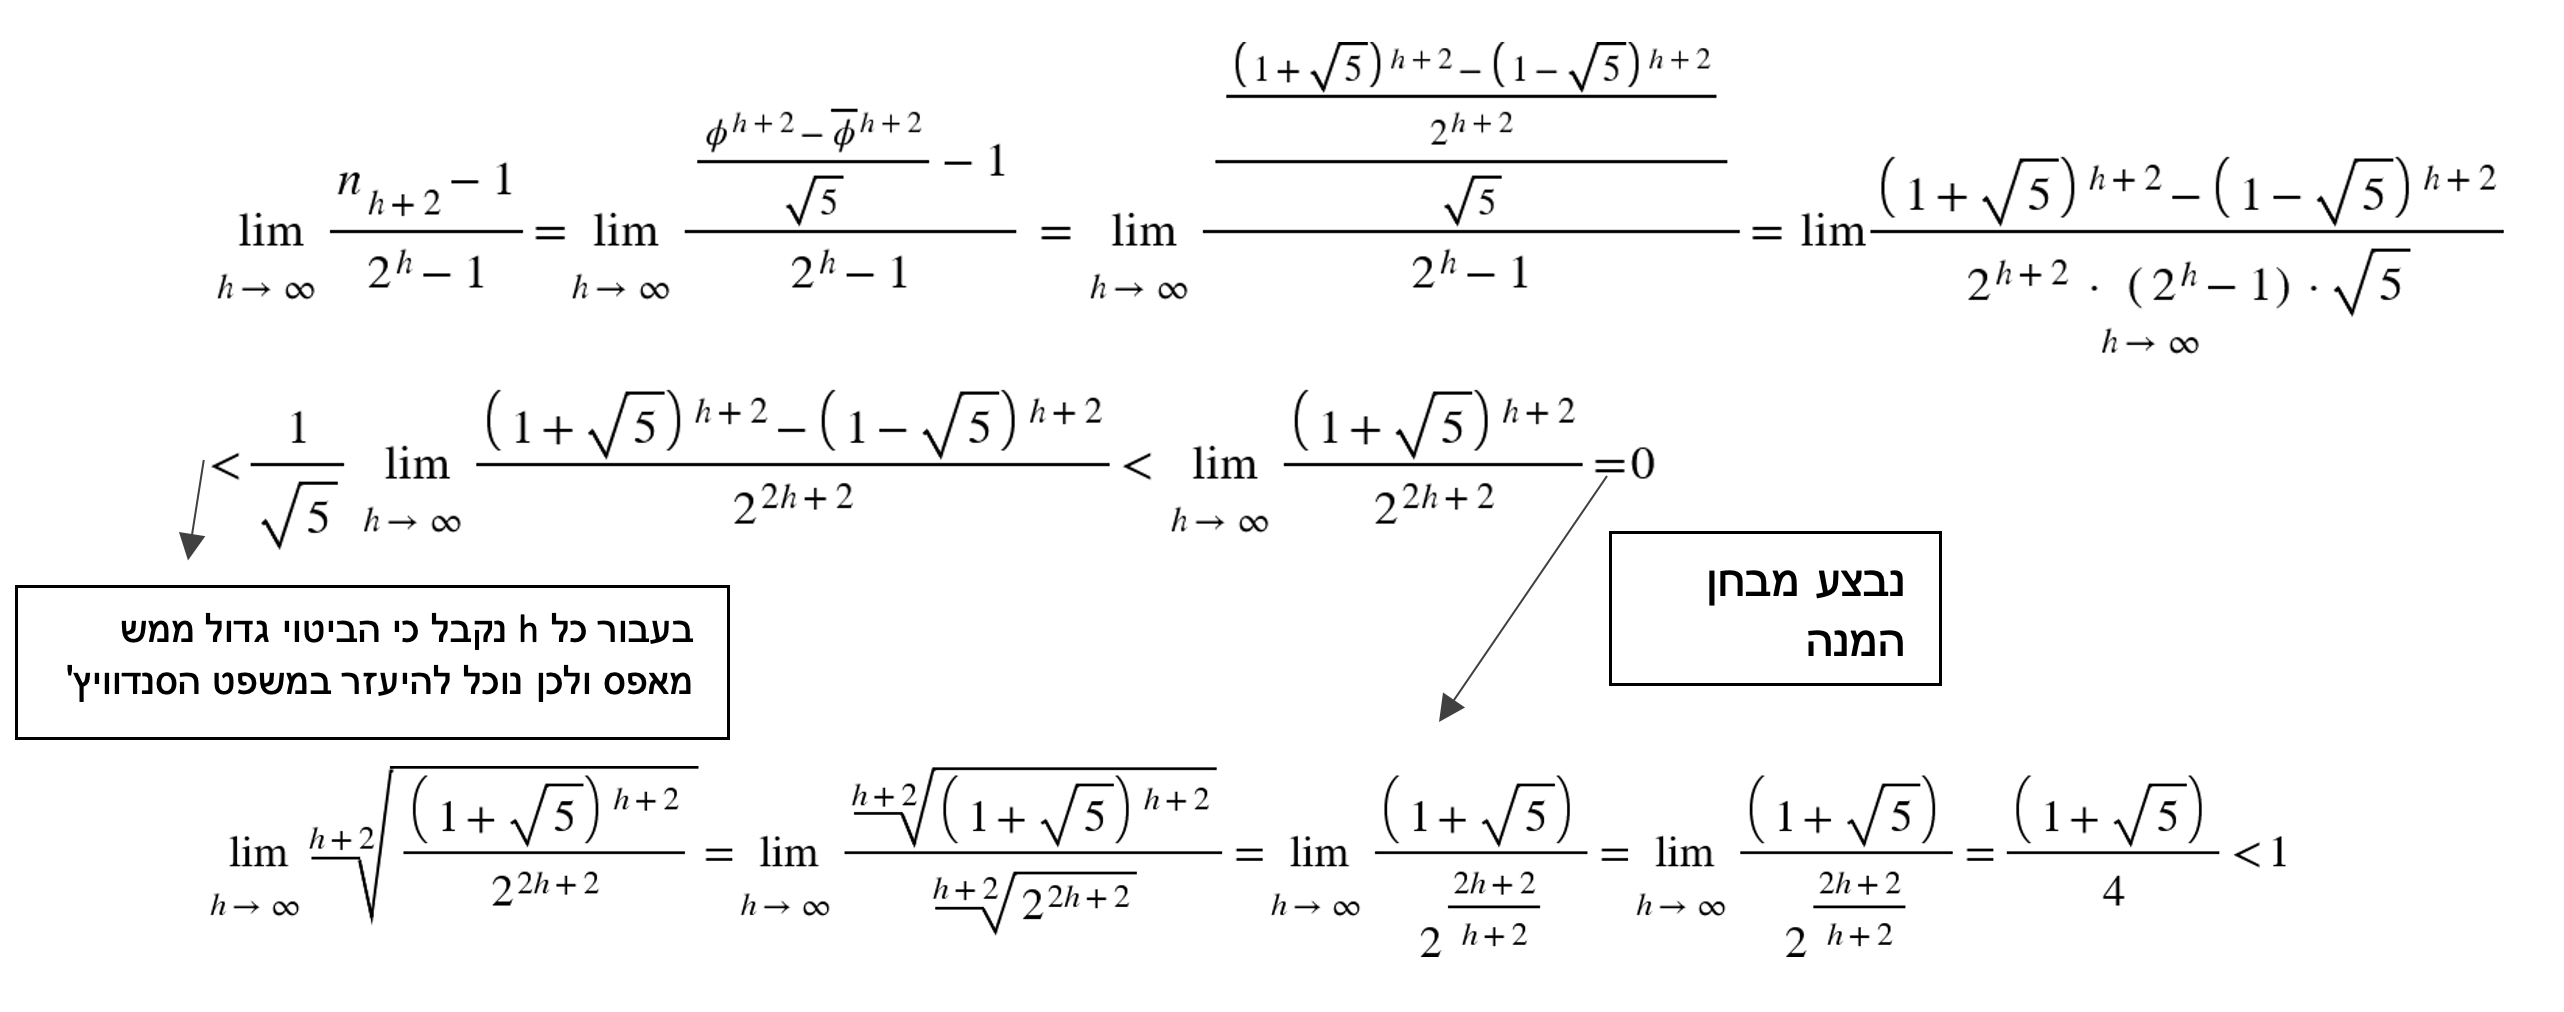 lim_{h→∞} (n_{h+2} − 1)/(2^h − 1) = lim_{h→∞} ((ϕ^{h+2} − ϕ̅^{h+2})/√5 − 1)/(2^h − 1) = lim_{h→∞} ((((1+√5)^{h+2} − (1−√5)^{h+2})/2^{h+2})/√5)/(2^h − 1) = lim_{h→∞} ((1+√5)^{h+2} − (1−√5)^{h+2})/(2^{h+2} · (2^h − 1) · √5)
< 1/√5 lim_{h→∞} ((1+√5)^{h+2} − (1−√5)^{h+2})/2^{2h+2} < lim_{h→∞} (1+√5)^{h+2}/2^{2h+2} = 0
נבצע מבחן
המנה
בעבור כל h נקבל כי הביטוי גדול ממש
מאפס ולכן נוכל להיעזר במשפט הסנדוויץ'
lim_{h→∞} ^{h+2}√((1+√5)^{h+2}/2^{2h+2}) = lim_{h→∞} ^{h+2}√((1+√5)^{h+2})/^{h+2}√(2^{2h+2}) = lim_{h→∞} (1+√5)/2^{(2h+2)/(h+2)} = lim_{h→∞} (1+√5)/2^{(2h+2)/(h+2)} = (1+√5)/4 < 1